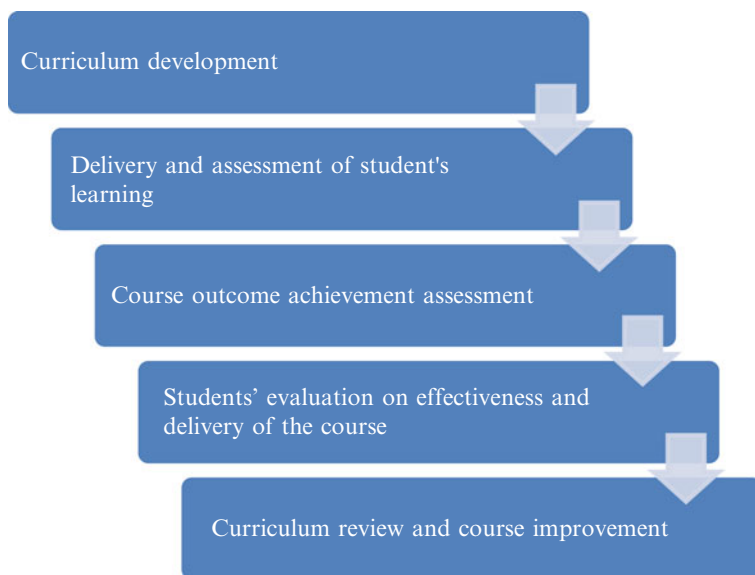 Curriculum development
Delivery and assessment of student's
learning
Course outcome achievement assessment
Students’ evaluation on effectiveness and
delivery of the course
Curriculum review and course improvement